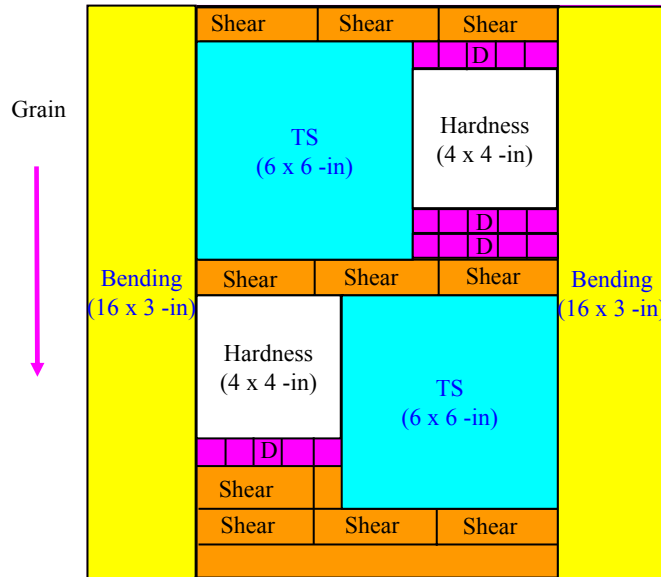 Shear Shear Shear
D
Grain
TS
(6 x 6 -in)
Hardness
(4 x 4 -in)
D
D
Bending
(16 x 3 -in)
Shear Shear Shear
Bending
(16 x 3 -in)
Hardness
(4 x 4 -in)
TS
(6 x 6 -in)
D
Shear
Shear Shear Shear